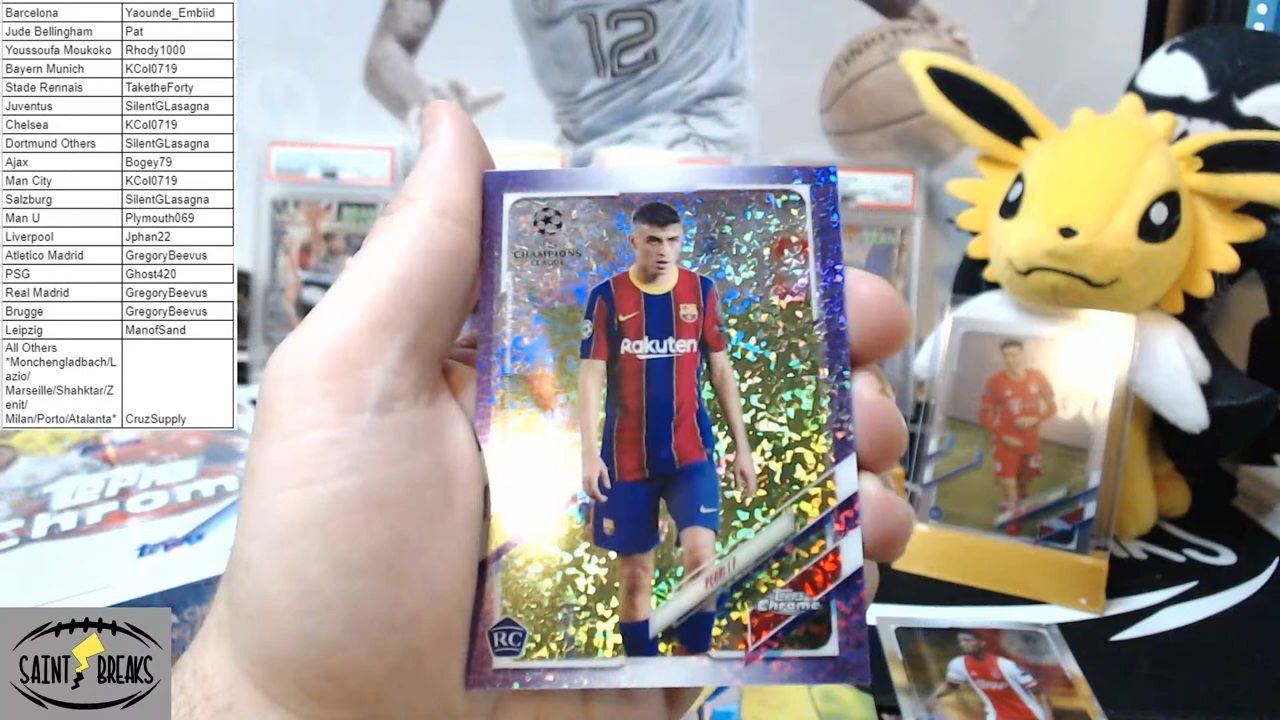 Barcelona Yaounde_Embiid
Jude Bellingham Pat
Youssoufa Moukoko Rhody1000
Bayern Munich KCol0719
Stade Rennais TaketheForty
Juventus SilentGLasagna
Chelsea KCol0719
Dortmund Others SilentGLasagna
Ajax Bogey79
Man City KCol0719
Salzburg SilentGLasagna
Man U Plymouth069
Liverpool Jphan22
Atletico Madrid GregoryBeevus
PSG Ghost420
Real Madrid GregoryBeevus
Brugge GregoryBeevus
Leipzig ManofSand
All Others
*Monchengladbach/L
azio/
Marseille/Shahktar/Z
enit/
Milan/Porto/Atalanta* CruzSupply
12
CHAMPIONS
LEAGUE
Rakuten
Topps
Chrome
RC
Topps
Chrome
SAINT BREAKS